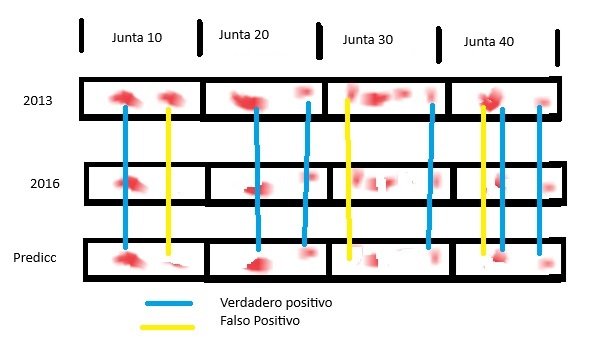 Junta 10
Junta 20
Junta 30
Junta 40
2013
2016
Predicc
Verdadero positivo
Falso Positivo